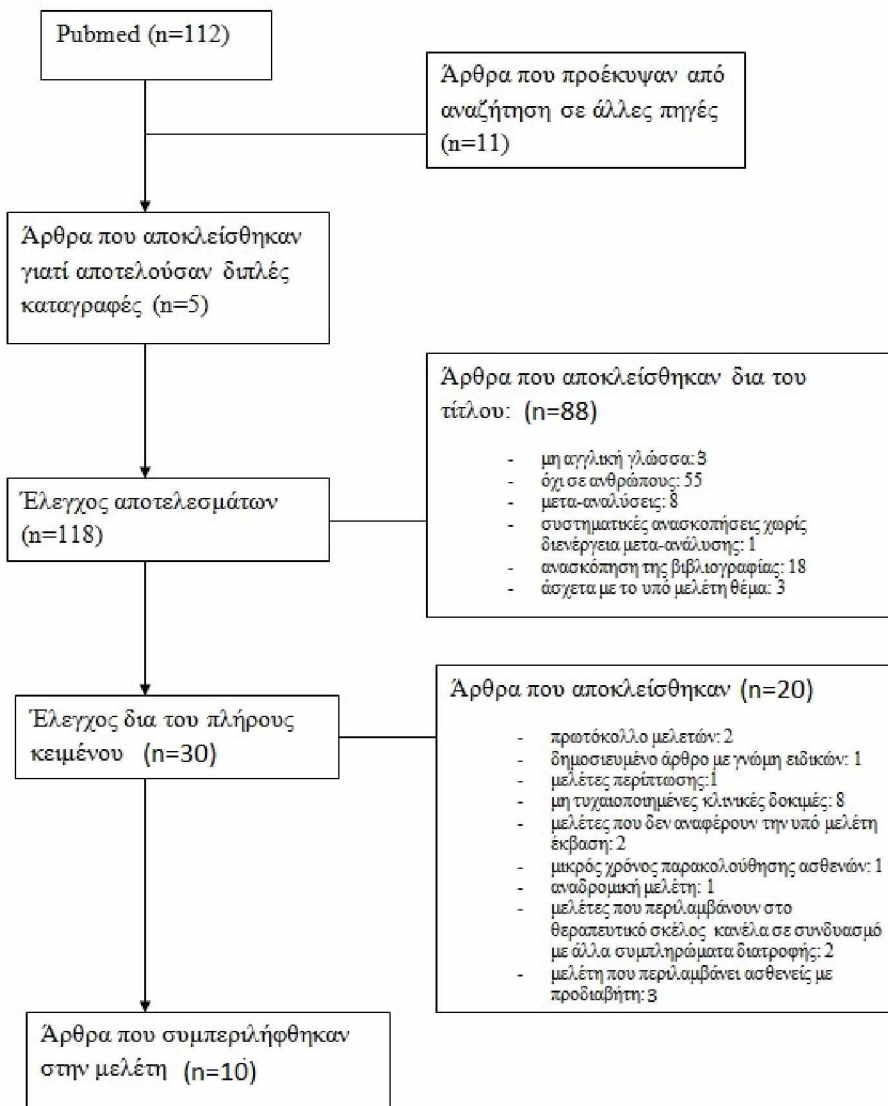 Pubmed (n=112)
Άρθρα που προέκυψαν από
αναζήτηση σε άλλες πηγές
(n=11)
Άρθρα που αποκλείσθηκαν
γιατί αποτελούσαν διπλές
καταγραφές (n=5)
Άρθρα που αποκλείσθηκαν δια του
τίτλου: (n=88)
- μη αγγλική γλώσσα: 3
- όχι σε ανθρώπους: 55
- μετα-αναλύσεις: 8
- συστηματικές ανασκοπήσεις χωρίς
διενέργεια μετα-ανάλυσης: 1
- ανασκόπηση της βιβλιογραφίας: 18
- άσχετα με το υπό μελέτη θέμα: 3
Έλεγχος αποτελεσμάτων
(n=118)
Άρθρα που αποκλείσθηκαν (n=20)
- πρωτόκολλο μελετών: 2
- δημοσιευμένο άρθρο με γνώμη ειδικών: 1
- μελέτες περίπτωσης:1
- μη τυχαιοποιημένες κλινικές δοκιμές: 8
- μελέτες που δεν αναφέρουν την υπό μελέτη
έκβαση: 2
- μικρός χρόνος παρακολούθησης ασθενών: 1
- αναδρομική μελέτη: 1
- μελέτες που περιλαμβάνουν στο
θεραπευτικό σκέλος κανέλα σε συνδυασμό
με άλλα συμπληρώματα διατροφής: 2
- μελέτη που περιλαμβάνει ασθενείς με
προδιαβήτη: 3
Έλεγχος δια του πλήρους
κειμένου (n=30)
Άρθρα που συμπεριλήφθηκαν
στην μελέτη (n=10)